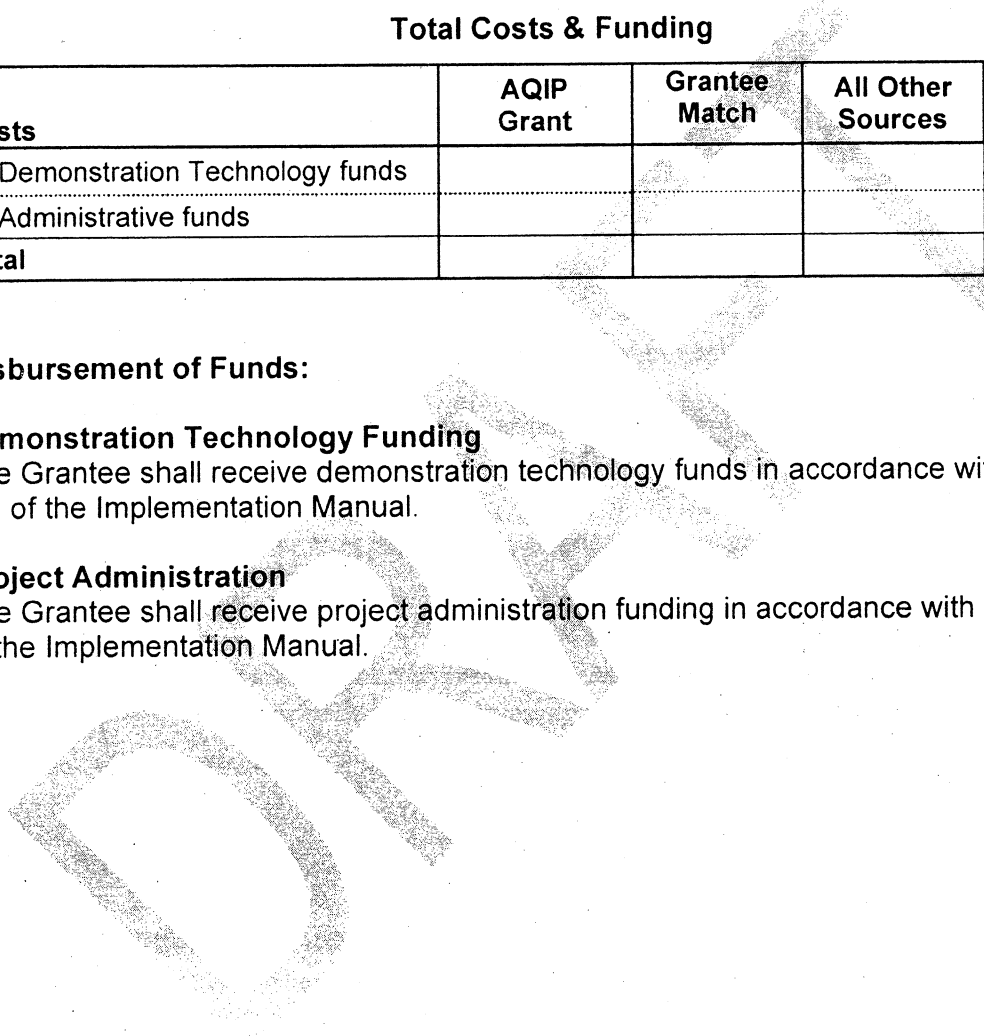 Total Costs & Funding
sts AQIP Grant Grantee Match All Other Sources
Demonstration Technology funds
Administrative funds
tal
sbursement of Funds:
monstration Technology Funding
e Grantee shall receive demonstration technology funds in accordance wi
of the Implementation Manual.
oject Administration
e Grantee shall receive project administration funding in accordance with
the Implementation Manual.
DRAFT